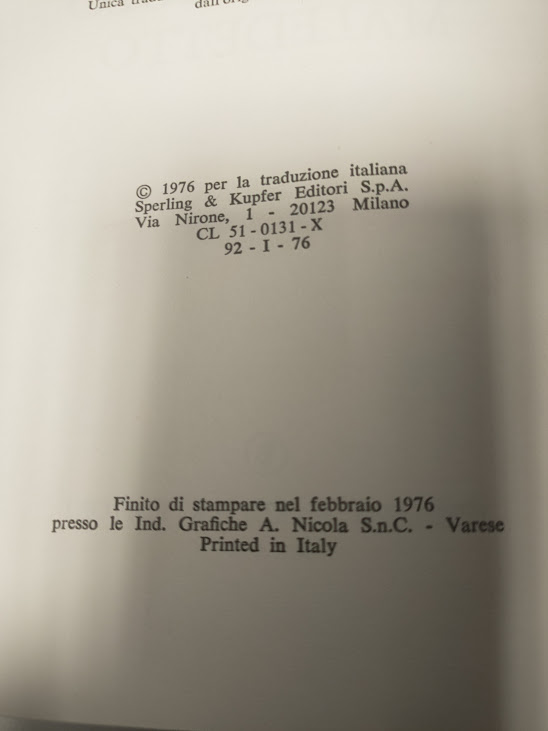 Unica
© 1976 per la traduzione italiana
Sperling & Kupfer Editori S.p.A.
Via Nirone, 1 - 20123 Milano
CL 51-0131-X
92 - I - 76
Finito di stampare nel febbraio 1976
presso le Ind. Grafiche A. Nicola S.n.C. - Varese
Printed in Italy